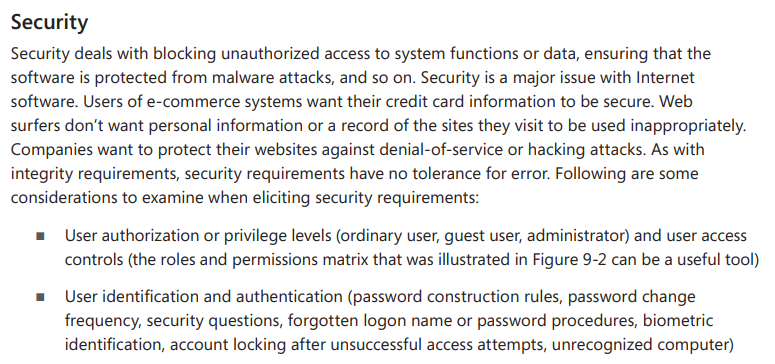 Security
Security deals with blocking unauthorized access to system functions or data, ensuring that the
software is protected from malware attacks, and so on. Security is a major issue with Internet
software. Users of e-commerce systems want their credit card information to be secure. Web
surfers don’t want personal information or a record of the sites they visit to be used inappropriately.
Companies want to protect their websites against denial-of-service or hacking attacks. As with
integrity requirements, security requirements have no tolerance for error. Following are some
considerations to examine when eliciting security requirements:
■ User authorization or privilege levels (ordinary user, guest user, administrator) and user access
controls (the roles and permissions matrix that was illustrated in Figure 9-2 can be a useful tool)
■ User identification and authentication (password construction rules, password change
frequency, security questions, forgotten logon name or password procedures, biometric
identification, account locking after unsuccessful access attempts, unrecognized computer)